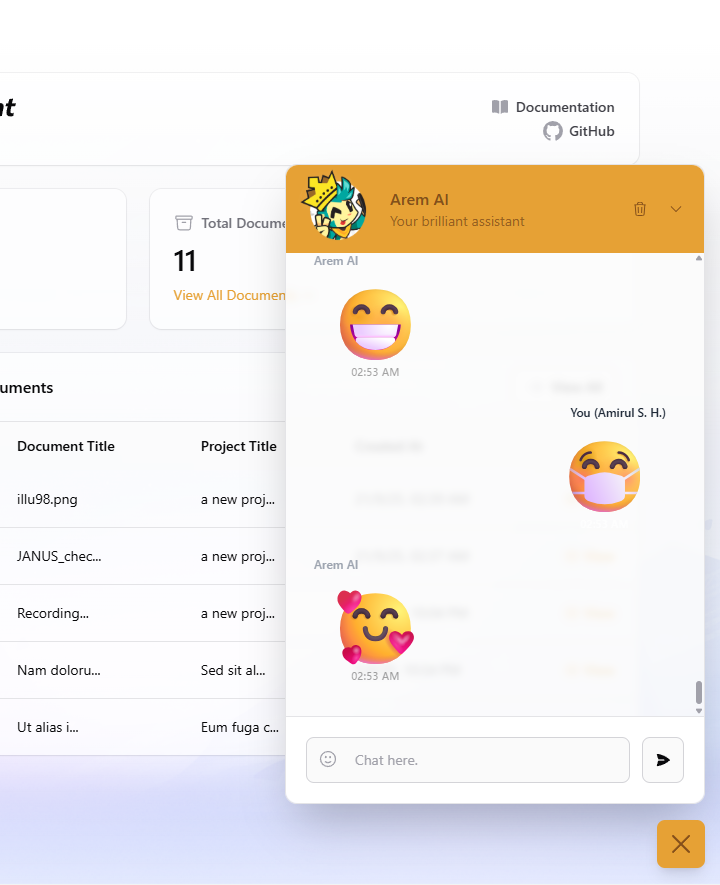 nt
Documentation
GitHub
Arem AI
Your brilliant assistant
Total Docume
11
View All Documen
Arem AI
02:53 AM
You (Amirul S. H.)
Arem AI
02:53 AM
uments
Document Title Project Title
illu98.png a new proj...
JANUS_chec... a new proj...
Recording... a new proj...
Nam doloru... Sed sit al...
Ut alias i... Eum fuga c...
Chat here.